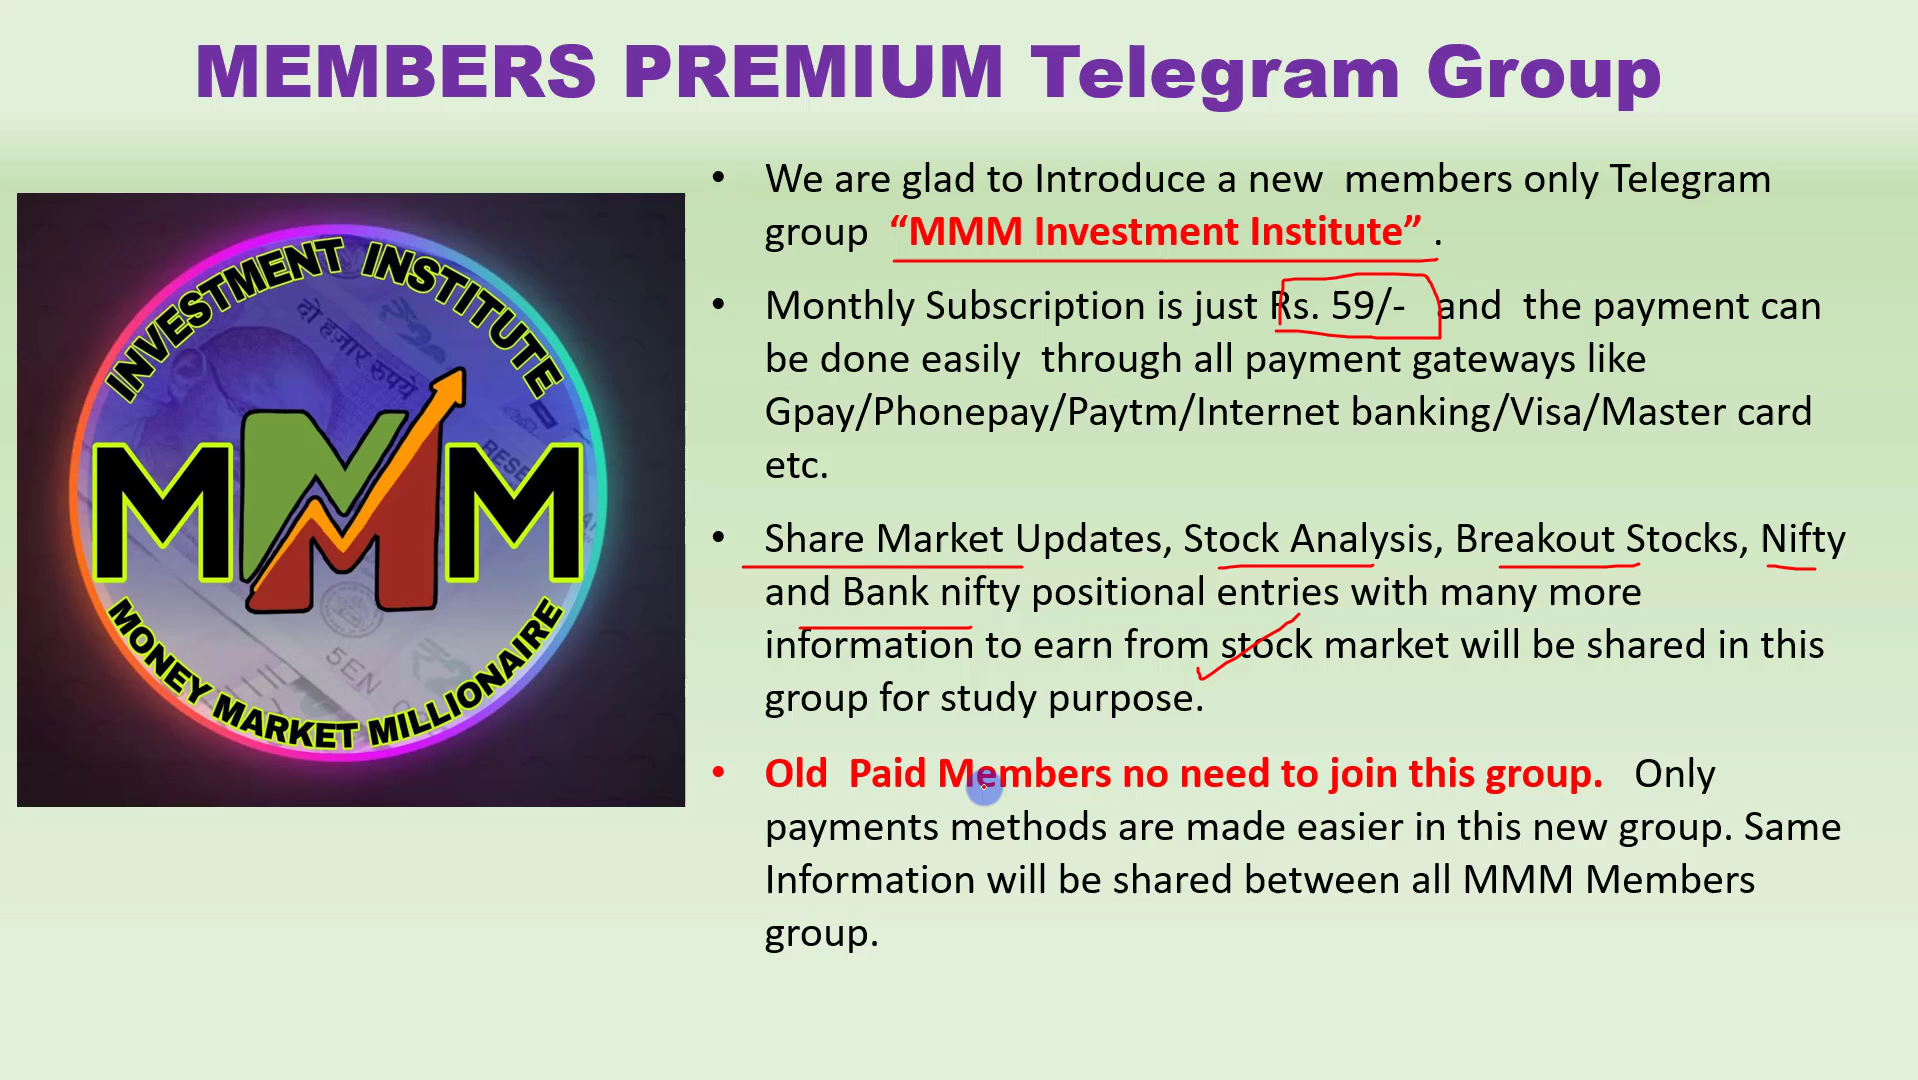 MEMBERS PREMIUM Telegram Group
INVESTMENT INSTITUTE
दो हज़ार रुपये
MMM
5EN
MONEY MARKET MILLIONAIRE
• We are glad to Introduce a new members only Telegram
group “MMM Investment Institute” .
• Monthly Subscription is just Rs. 59/- and the payment can
be done easily through all payment gateways like
Gpay/Phonepay/Paytm/Internet banking/Visa/Master card
etc.
• Share Market Updates, Stock Analysis, Breakout Stocks, Nifty
and Bank nifty positional entries with many more
information to earn from stock market will be shared in this
group for study purpose.
• Old Paid Members no need to join this group. Only
payments methods are made easier in this new group. Same
Information will be shared between all MMM Members
group.